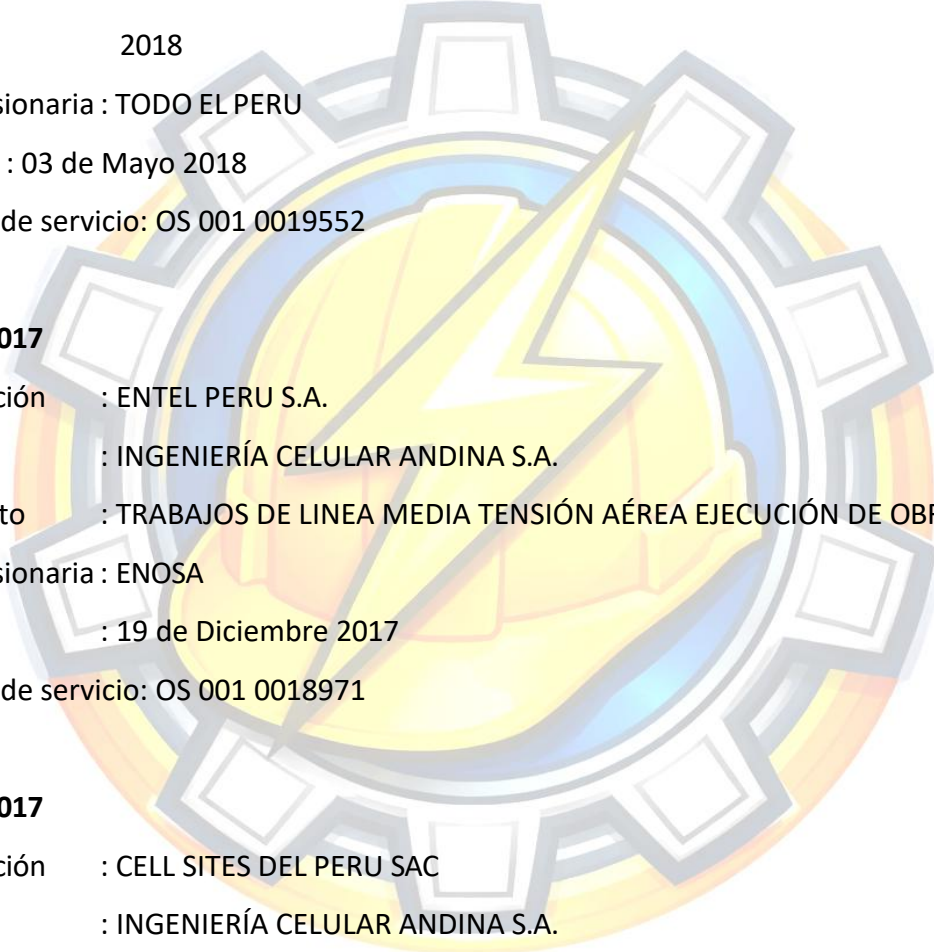 2018
sionaria : TODO EL PERU
: 03 de Mayo 2018
de servicio: OS 001 0019552
017
ción : ENTEL PERU S.A.
: INGENIERÍA CELULAR ANDINA S.A.
to : TRABAJOS DE LINEA MEDIA TENSIÓN AÉREA EJECUCIÓN DE OB
sionaria : ENOSA
: 19 de Diciembre 2017
de servicio: OS 001 0018971
017
ción : CELL SITES DEL PERU SAC
: INGENIERÍA CELULAR ANDINA S.A.